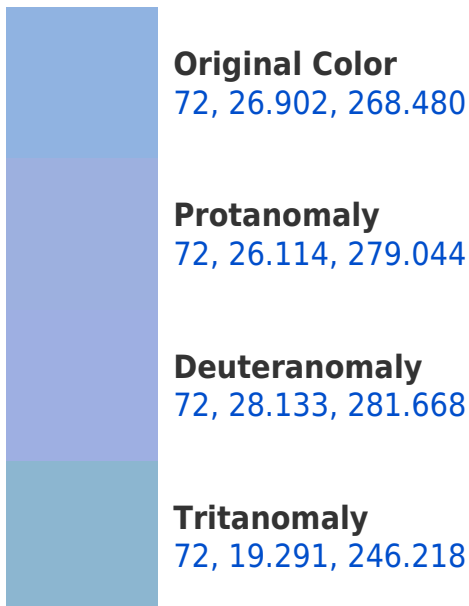 Original Color
72, 26.902, 268.480
Protanomaly
72, 26.114, 279.044
Deuteranomaly
72, 28.133, 281.668
Tritanomaly
72, 19.291, 246.218